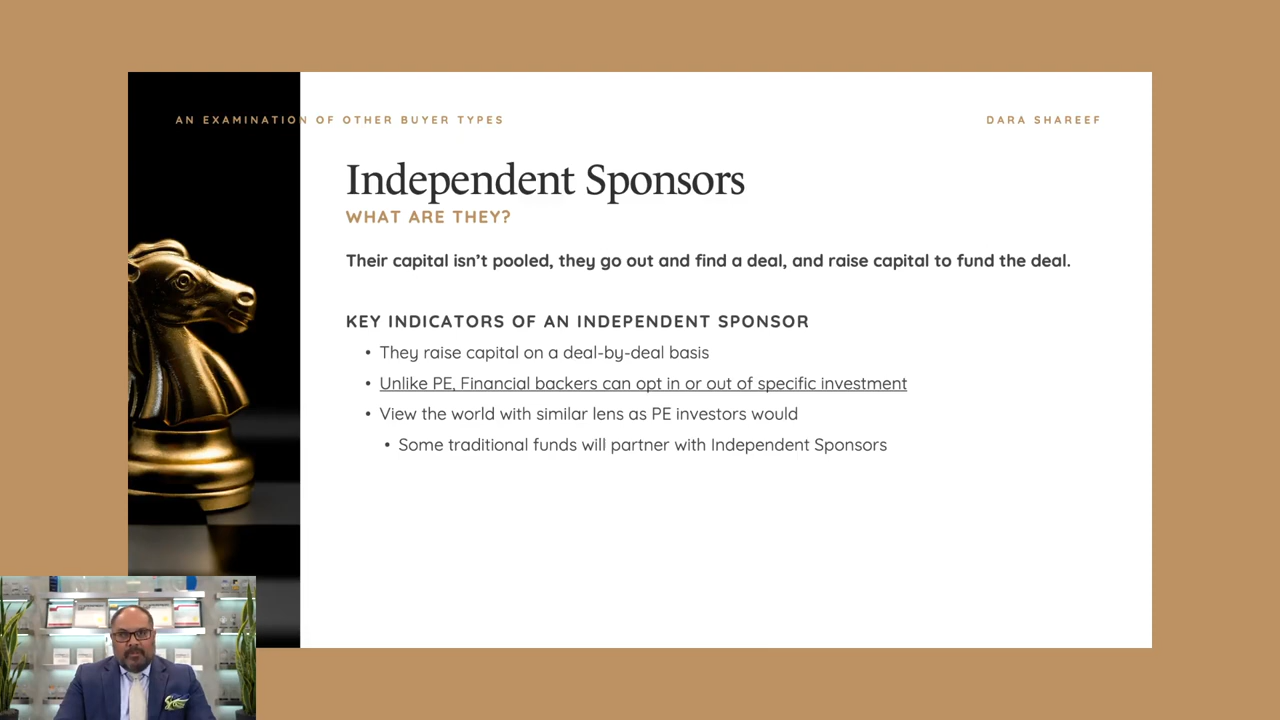 AN EXAMINATION OF OTHER BUYER TYPES
DARA SHAREEF
Independent Sponsors
WHAT ARE THEY?
Their capital isn't pooled, they go out and find a deal, and raise capital to fund the deal.
KEY INDICATORS OF AN INDEPENDENT SPONSOR
• They raise capital on a deal-by-deal basis
• Unlike PE, Financial backers can opt in or out of specific investment
• View the world with similar lens as PE investors would
• Some traditional funds will partner with Independent Sponsors